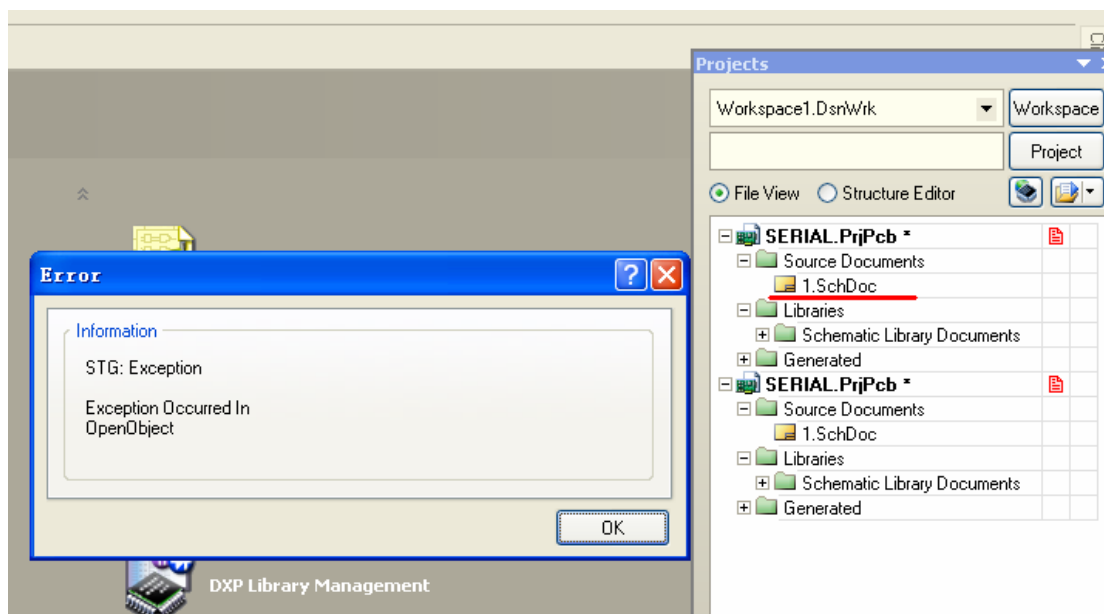 Projects
Workspace1.DsnWrk
Workspace
Project
File View
Structure Editor
SERIAL.PrjPcb *
Source Documents
1.SchDoc
Libraries
Schematic Library Documents
Generated
SERIAL.PrjPcb *
Source Documents
1.SchDoc
Libraries
Schematic Library Documents
Generated
Error
Information
STG: Exception
Exception Occurred In
OpenObject
OK
DXP Library Management